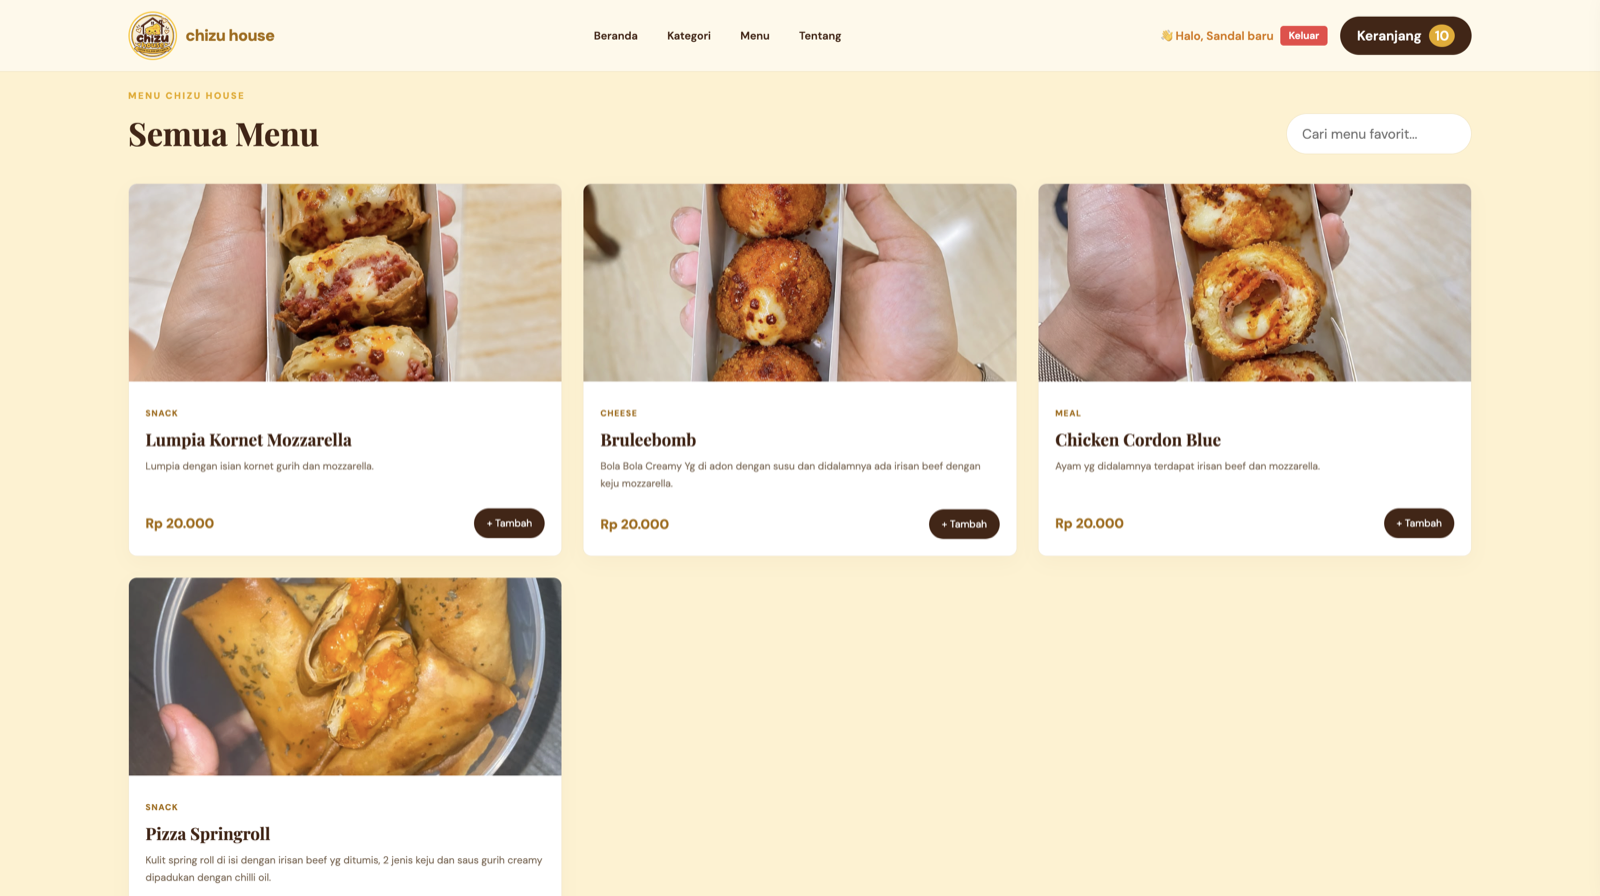 chizu
HOUSE
chizu house
Beranda
Kategori
Menu
Tentang
👋 Halo, Sandal baru
Keluar
Keranjang 10
MENU CHIZU HOUSE
Semua Menu
Cari menu favorit...
SNACK
Lumpia Kornet Mozzarella
Lumpia dengan isian kornet gurih dan mozzarella.
Rp 20.000
+ Tambah
CHEESE
Bruleebomb
Bola Bola Creamy Yg di adon dengan susu dan didalamnya ada irisan beef dengan
keju mozzarella.
Rp 20.000
+ Tambah
MEAL
Chicken Cordon Blue
Ayam yg didalamnya terdapat irisan beef dan mozzarella.
Rp 20.000
+ Tambah
SNACK
Pizza Springroll
Kulit spring roll di isi dengan irisan beef yg ditumis, 2 jenis keju dan saus gurih creamy
dipadukan dengan chilli oil.